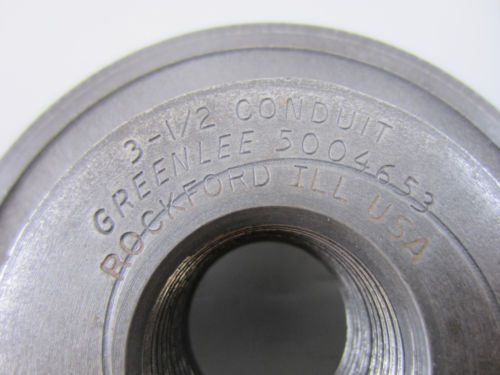 3-1/2 CONDUIT
GREENLEE 5004653
ROCKFORD ILL USA